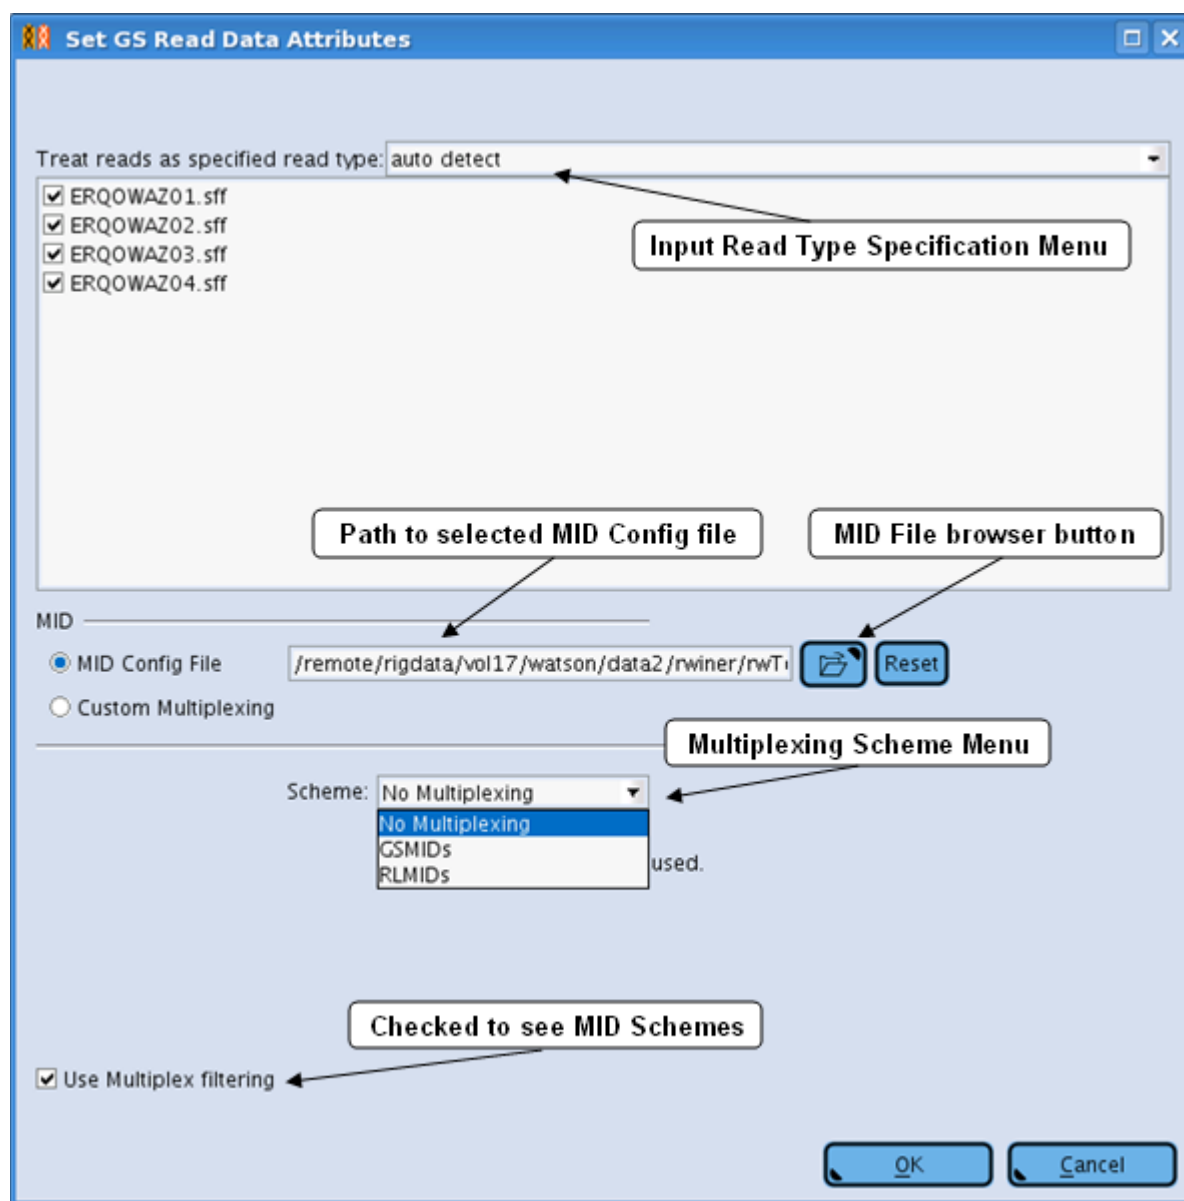 Set GS Read Data Attributes
Treat reads as specified read type: auto detect
ERQOWAZ01.sff
ERQOWAZ02.sff
ERQOWAZ03.sff
ERQOWAZ04.sff
Input Read Type Specification Menu
Path to selected MID Config file
MID File browser button
MID
MID Config File /remote/rigdata/vol17/watson/data2/rwiner/rwT Reset
Custom Multiplexing
Multiplexing Scheme Menu
Scheme: No Multiplexing
No Multiplexing
GSMIDs
RLMIDs
used.
Checked to see MID Schemes
Use Multiplex filtering
OK Cancel